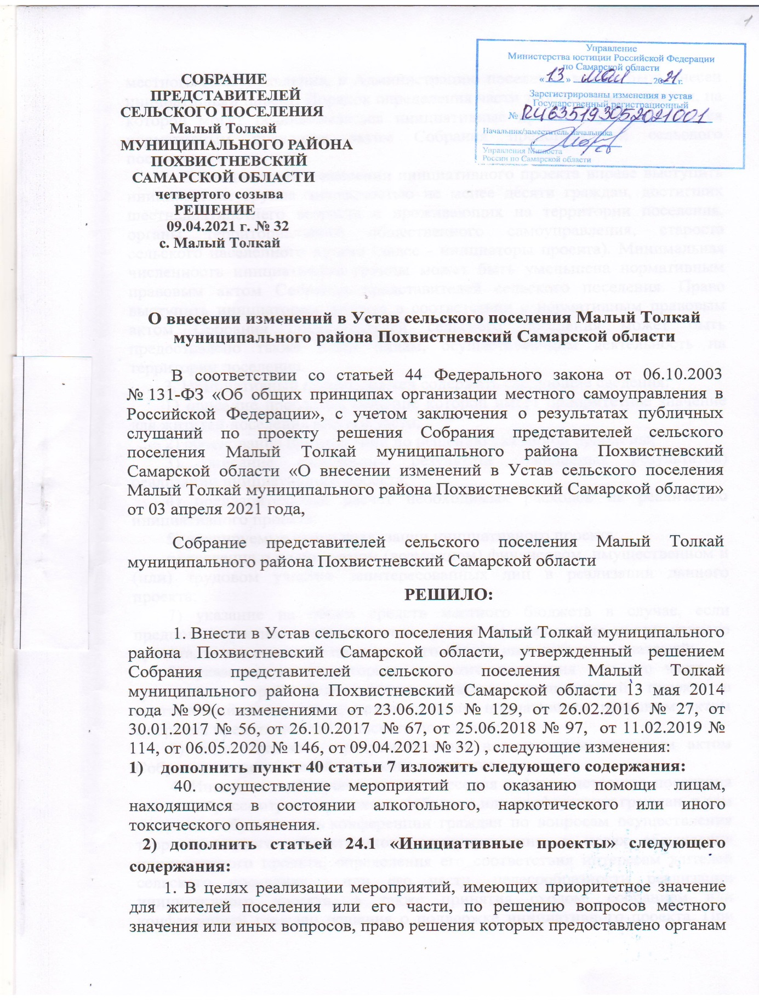 1
Управление
Министерства юстиции Российской Федерации
по Самарской области
«13» мая 2021 г.
Зарегистрированы изменения в устав
Государственный регистрационный
№ RU635193052021001
Начальник/заместитель начальника
Управления Минюста
России по Самарской области
СОБРАНИЕ
ПРЕДСТАВИТЕЛЕЙ
СЕЛЬСКОГО ПОСЕЛЕНИЯ
Малый Толкай
МУНИЦИПАЛЬНОГО РАЙОНА
ПОХВИСТНЕВСКИЙ
САМАРСКОЙ ОБЛАСТИ
четвертого созыва
РЕШЕНИЕ
09.04.2021 г. № 32
с. Малый Толкай
О внесении изменений в Устав сельского поселения Малый Толкай
муниципального района Похвистневский Самарской области
В соответствии со статьей 44 Федерального закона от 06.10.2003
№ 131-ФЗ «Об общих принципах организации местного самоуправления в
Российской Федерации», с учетом заключения о результатах публичных
слушаний по проекту решения Собрания представителей сельского
поселения Малый Толкай муниципального района Похвистневский
Самарской области «О внесении изменений в Устав сельского поселения
Малый Толкай муниципального района Похвистневский Самарской области»
от 03 апреля 2021 года,
Собрание представителей сельского поселения Малый Толкай
муниципального района Похвистневский Самарской области
РЕШИЛО:
1. Внести в Устав сельского поселения Малый Толкай муниципального
района Похвистневский Самарской области, утвержденный решением
Собрания представителей сельского поселения Малый Толкай
муниципального района Похвистневский Самарской области 13 мая 2014
года № 99(с изменениями от 23.06.2015 № 129, от 26.02.2016 № 27, от
30.01.2017 № 56, от 26.10.2017 № 67, от 25.06.2018 № 97, от 11.02.2019 №
114, от 06.05.2020 № 146, от 09.04.2021 № 32) , следующие изменения:
1) дополнить пункт 40 статьи 7 изложить следующего содержания:
40. осуществление мероприятий по оказанию помощи лицам,
находящимся в состоянии алкогольного, наркотического или иного
токсического опьянения.
2) дополнить статьей 24.1 «Инициативные проекты» следующего
содержания:
1. В целях реализации мероприятий, имеющих приоритетное значение
для жителей поселения или его части, по решению вопросов местного
значения или иных вопросов, право решения которых предоставлено органам